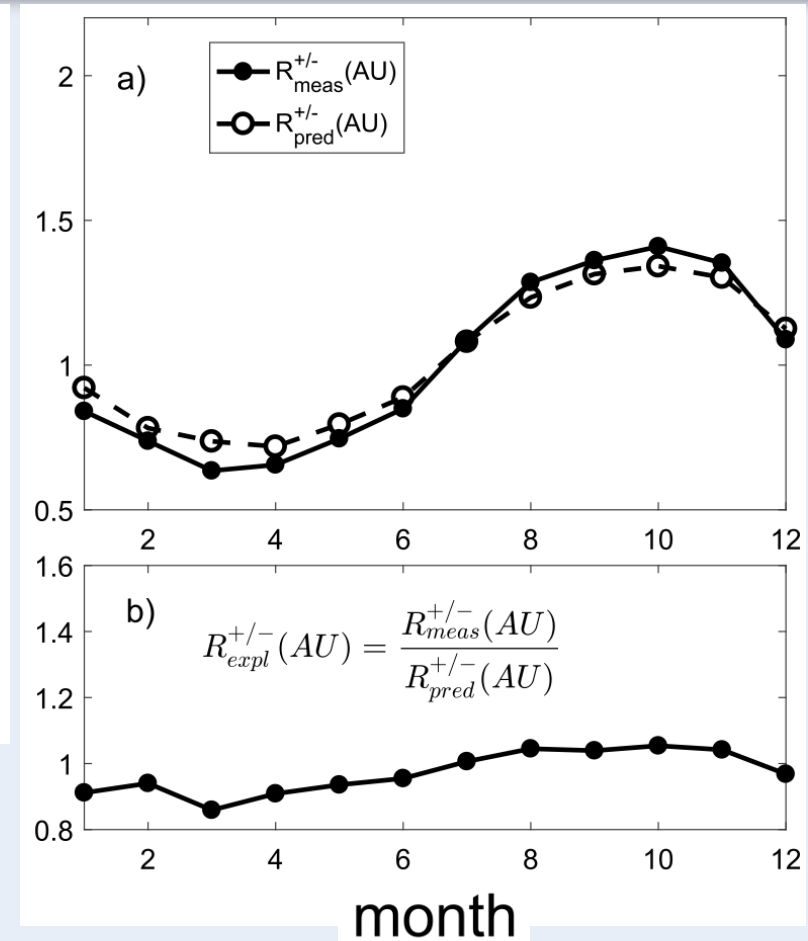 a)
R+/-meas(AU)
R+/-pred(AU)
2
1.5
1
0.5
2 4 6 8 10 12
1.6
1.4
1.2
1
0.8
b)
R^{+/-}_{expl}(AU) = \frac{R^{+/-}_{meas}(AU)}{R^{+/-}_{pred}(AU)}
2 4 6 8 10 12
month